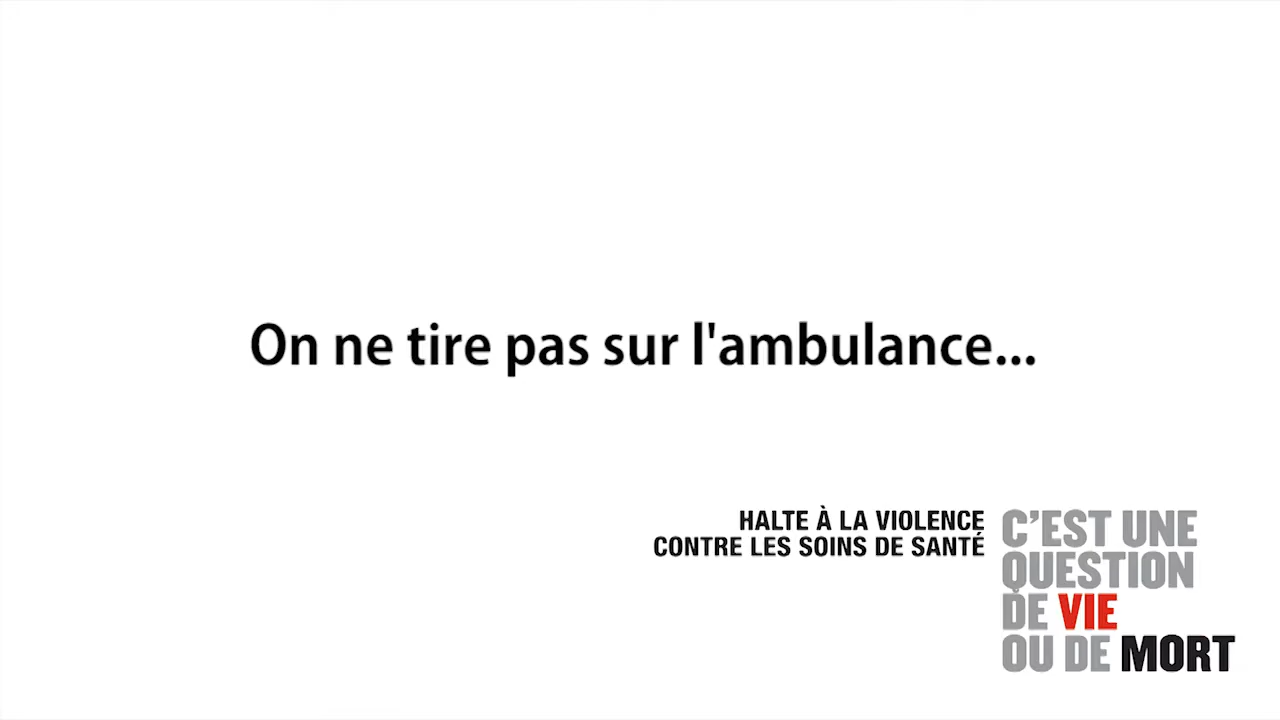 On ne tire pas sur l'ambulance...
HALTE À LA VIOLENCE
CONTRE LES SOINS DE SANTÉ
C'EST UNE
QUESTION
DE VIE
OU DE MORT